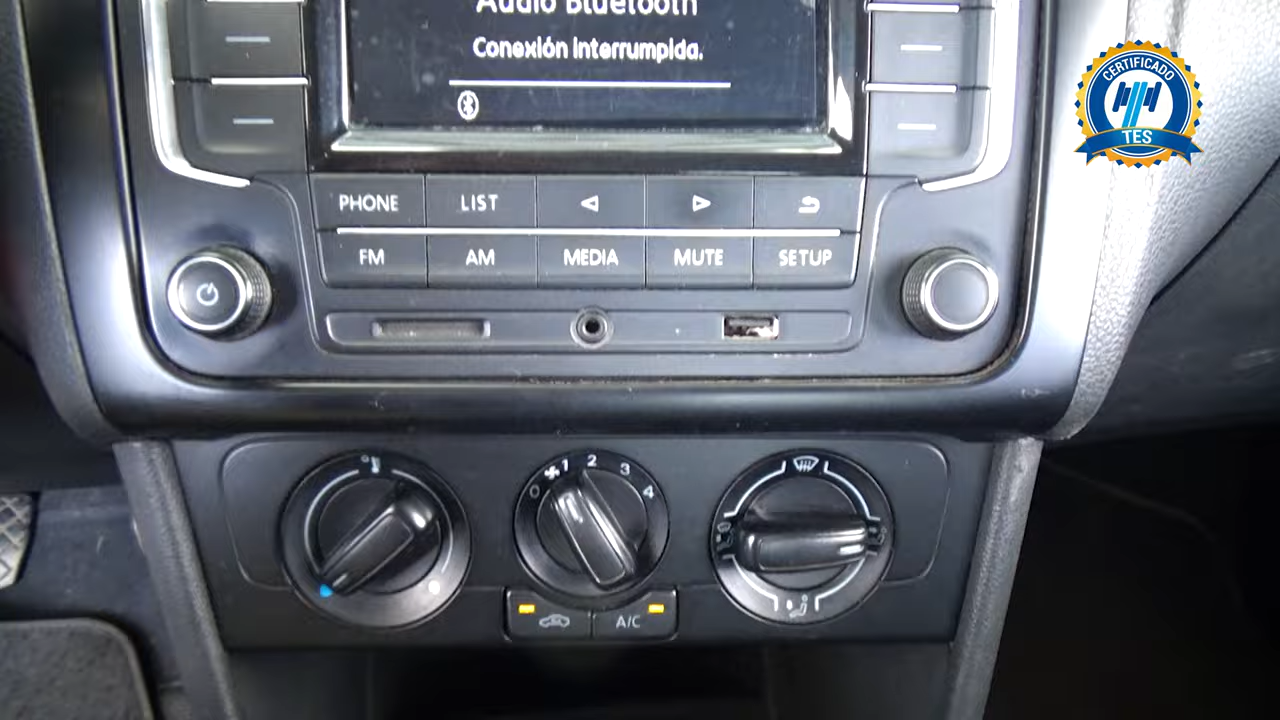 Audio Bluetooth
Conexión interrumpida.
CERTIFICADO
TES
PHONE LIST
FM AM MEDIA MUTE SETUP
0 1 2 3 4
A/C